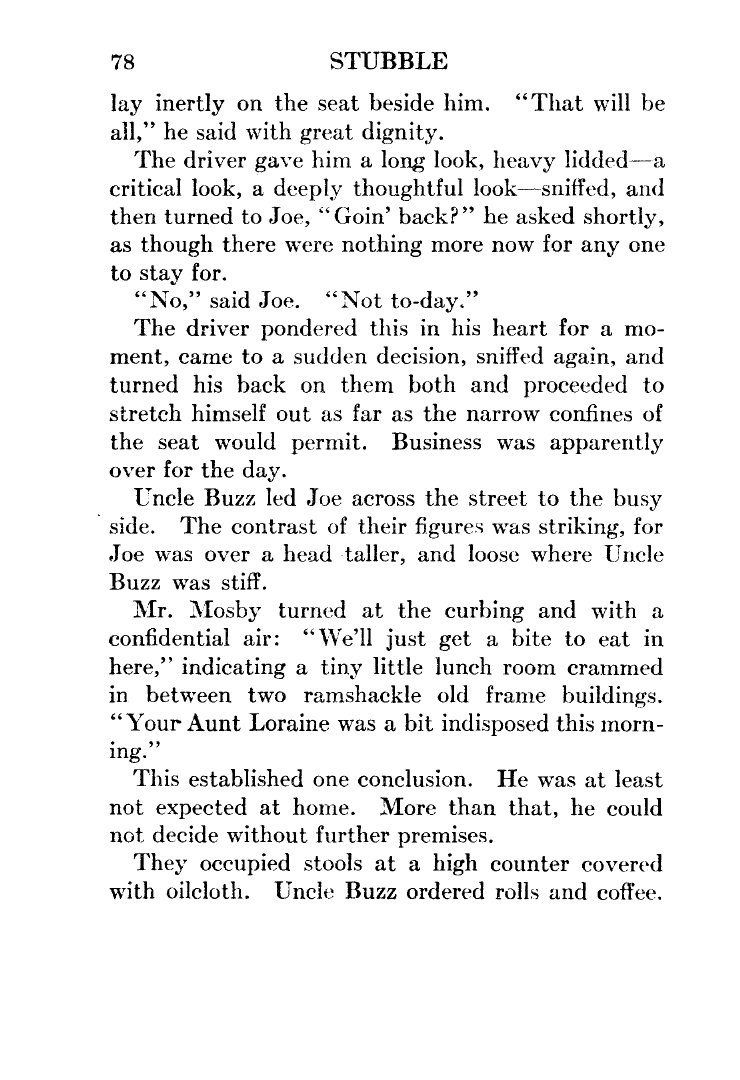 78 STUBBLE
lay inertly on the seat beside him. “That will be
all,” he said with great dignity.
The driver gave him a long look, heavy lidded—a
critical look, a deeply thoughtful look—sniffed, and
then turned to Joe, “Goin’ back?” he asked shortly,
as though there were nothing more now for any one
to stay for.
“No,” said Joe. “Not to-day.”
The driver pondered this in his heart for a mo-
ment, came to a sudden decision, sniffed again, and
turned his back on them both and proceeded to
stretch himself out as far as the narrow confines of
the seat would permit. Business was apparently
over for the day.
Uncle Buzz led Joe across the street to the busy
side. The contrast of their figures was striking, for
Joe was over a head taller, and loose where Uncle
Buzz was stiff.
Mr. Mosby turned at the curbing and with a
confidential air: “We’ll just get a bite to eat in
here,” indicating a tiny little lunch room crammed
in between two ramshackle old frame buildings.
“Your Aunt Loraine was a bit indisposed this morn-
ing.”
This established one conclusion. He was at least
not expected at home. More than that, he could
not decide without further premises.
They occupied stools at a high counter covered
with oilcloth. Uncle Buzz ordered rolls and coffee.